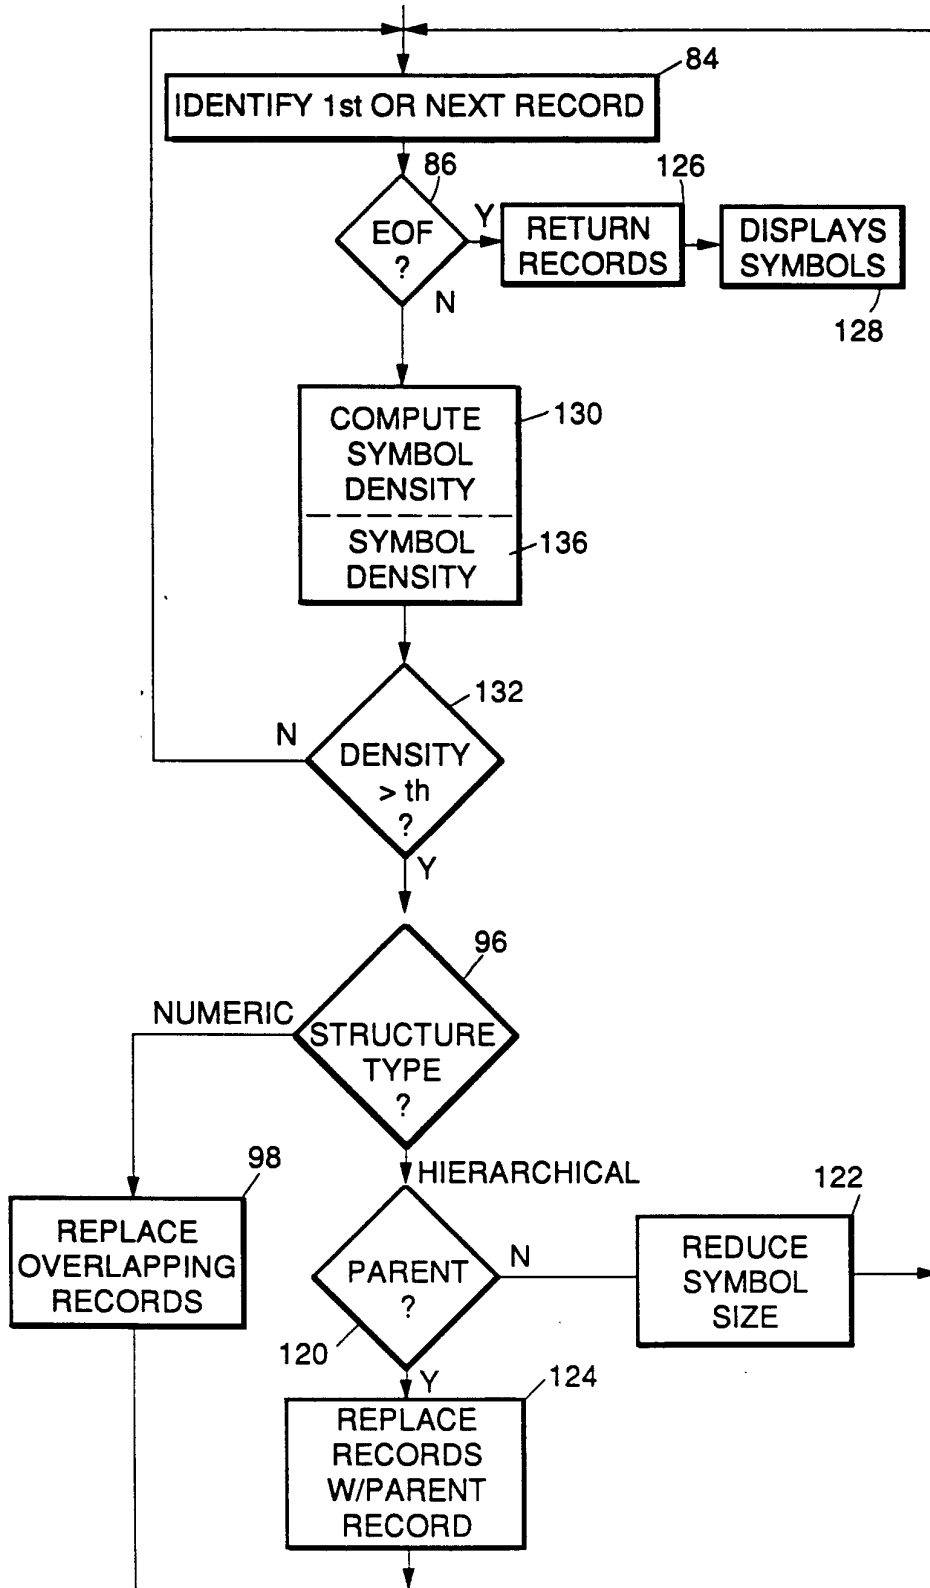 84
IDENTIFY 1st OR NEXT RECORD
86
EOF
?
Y
N
126
RETURN
RECORDS
DISPLAYS
SYMBOLS
128
COMPUTE
SYMBOL
DENSITY
130
SYMBOL
DENSITY
136
132
N
DENSITY
> th
?
Y
96
NUMERIC
STRUCTURE
TYPE
?
HIERARCHICAL
98
REPLACE
OVERLAPPING
RECORDS
PARENT
?
120
N
Y
122
REDUCE
SYMBOL
SIZE
124
REPLACE
RECORDS
W/PARENT
RECORD